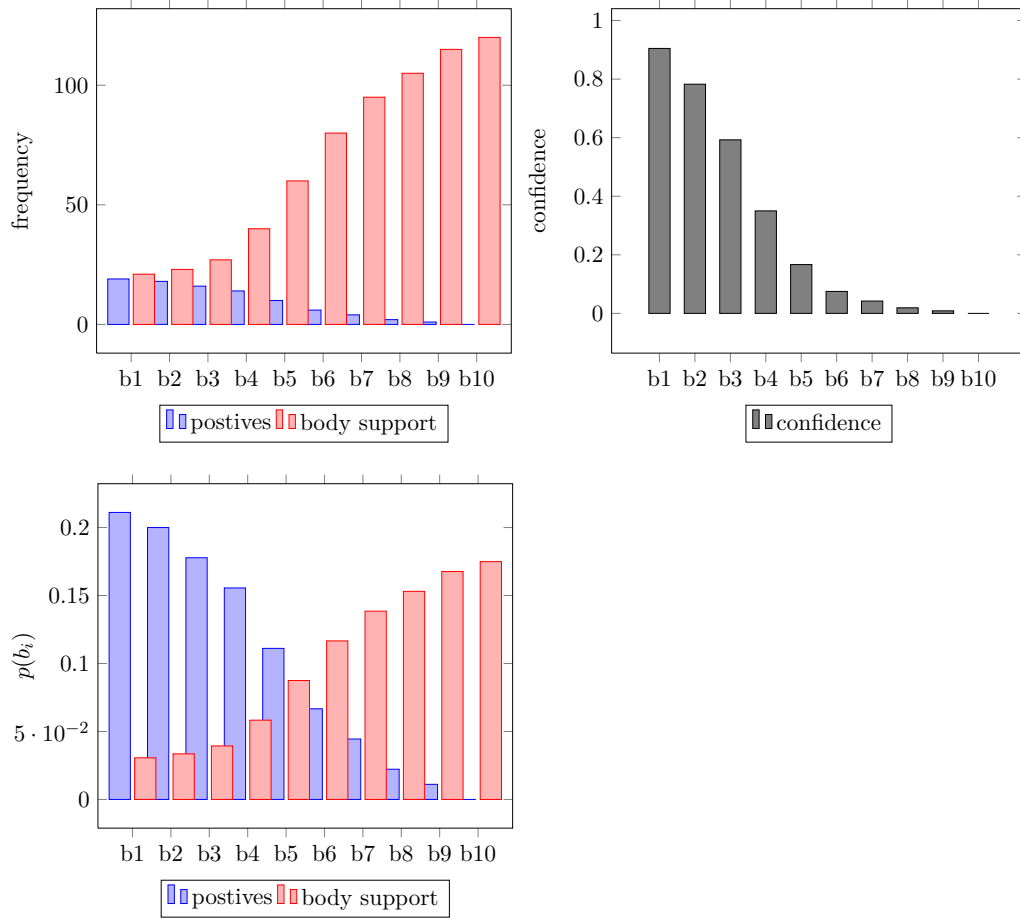 frequency
100
50
0
b1 b2 b3 b4 b5 b6 b7 b8 b9 b10
postives body support
confidence
1
0.8
0.6
0.4
0.2
0
b1 b2 b3 b4 b5 b6 b7 b8 b9 b10
confidence
p(b_i)
0.2
0.15
0.1
5 · 10⁻²
0
b1 b2 b3 b4 b5 b6 b7 b8 b9 b10
postives body support